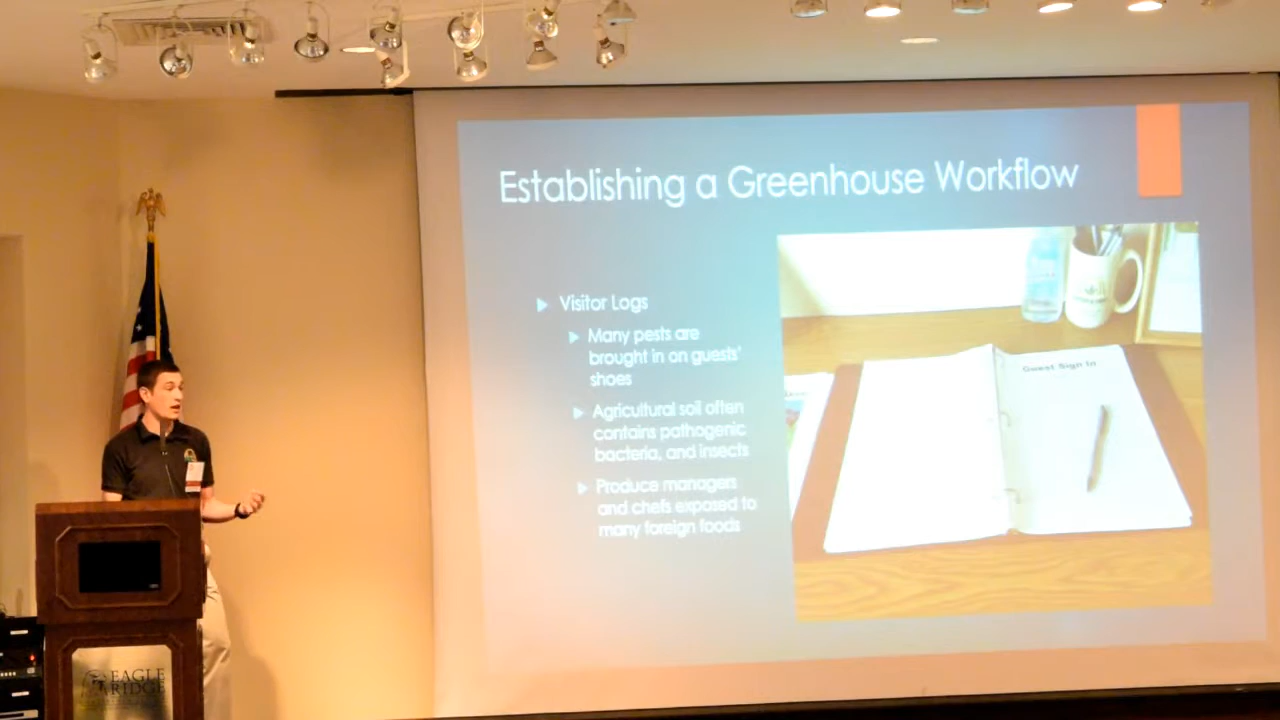 Establishing a Greenhouse Workflow
Visitor Logs
Many pests are
brought in on guests'
shoes
Agricultural soil often
contains pathogenic
bacteria, and insects
Produce managers
and chefs exposed to
many foreign foods
Guest Sign In
EAGLE
RIDGE